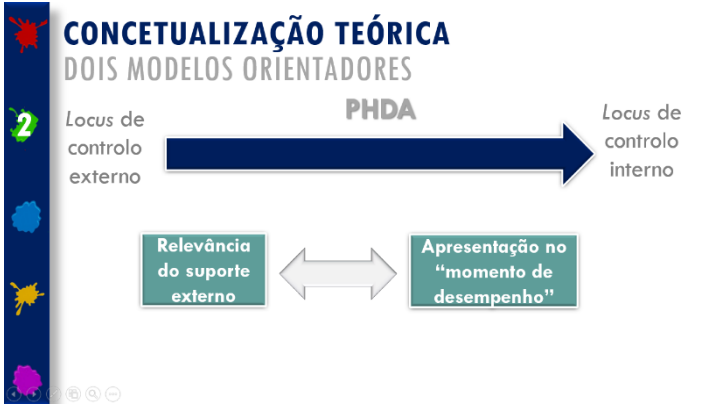 CONCETUALIZAÇÃO TEÓRICA
DOIS MODELOS ORIENTADORES
PHDA
2
Locus de
controlo
externo
Locus de
controlo
interno
Relevância
do suporte
externo
Apresentação no
“momento de
desempenho”